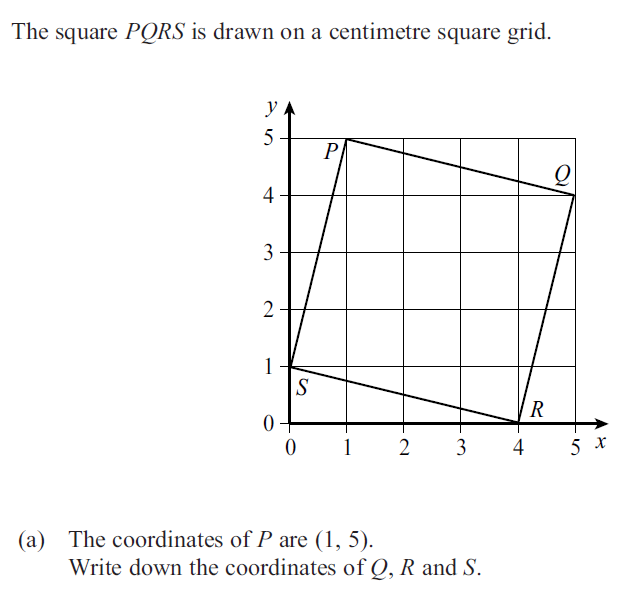 The square PQRS is drawn on a centimetre square grid.
y
5
P
Q
4
3
2
1
S
R
0
0 1 2 3 4 5 x
(a) The coordinates of P are (1, 5).
Write down the coordinates of Q, R and S.